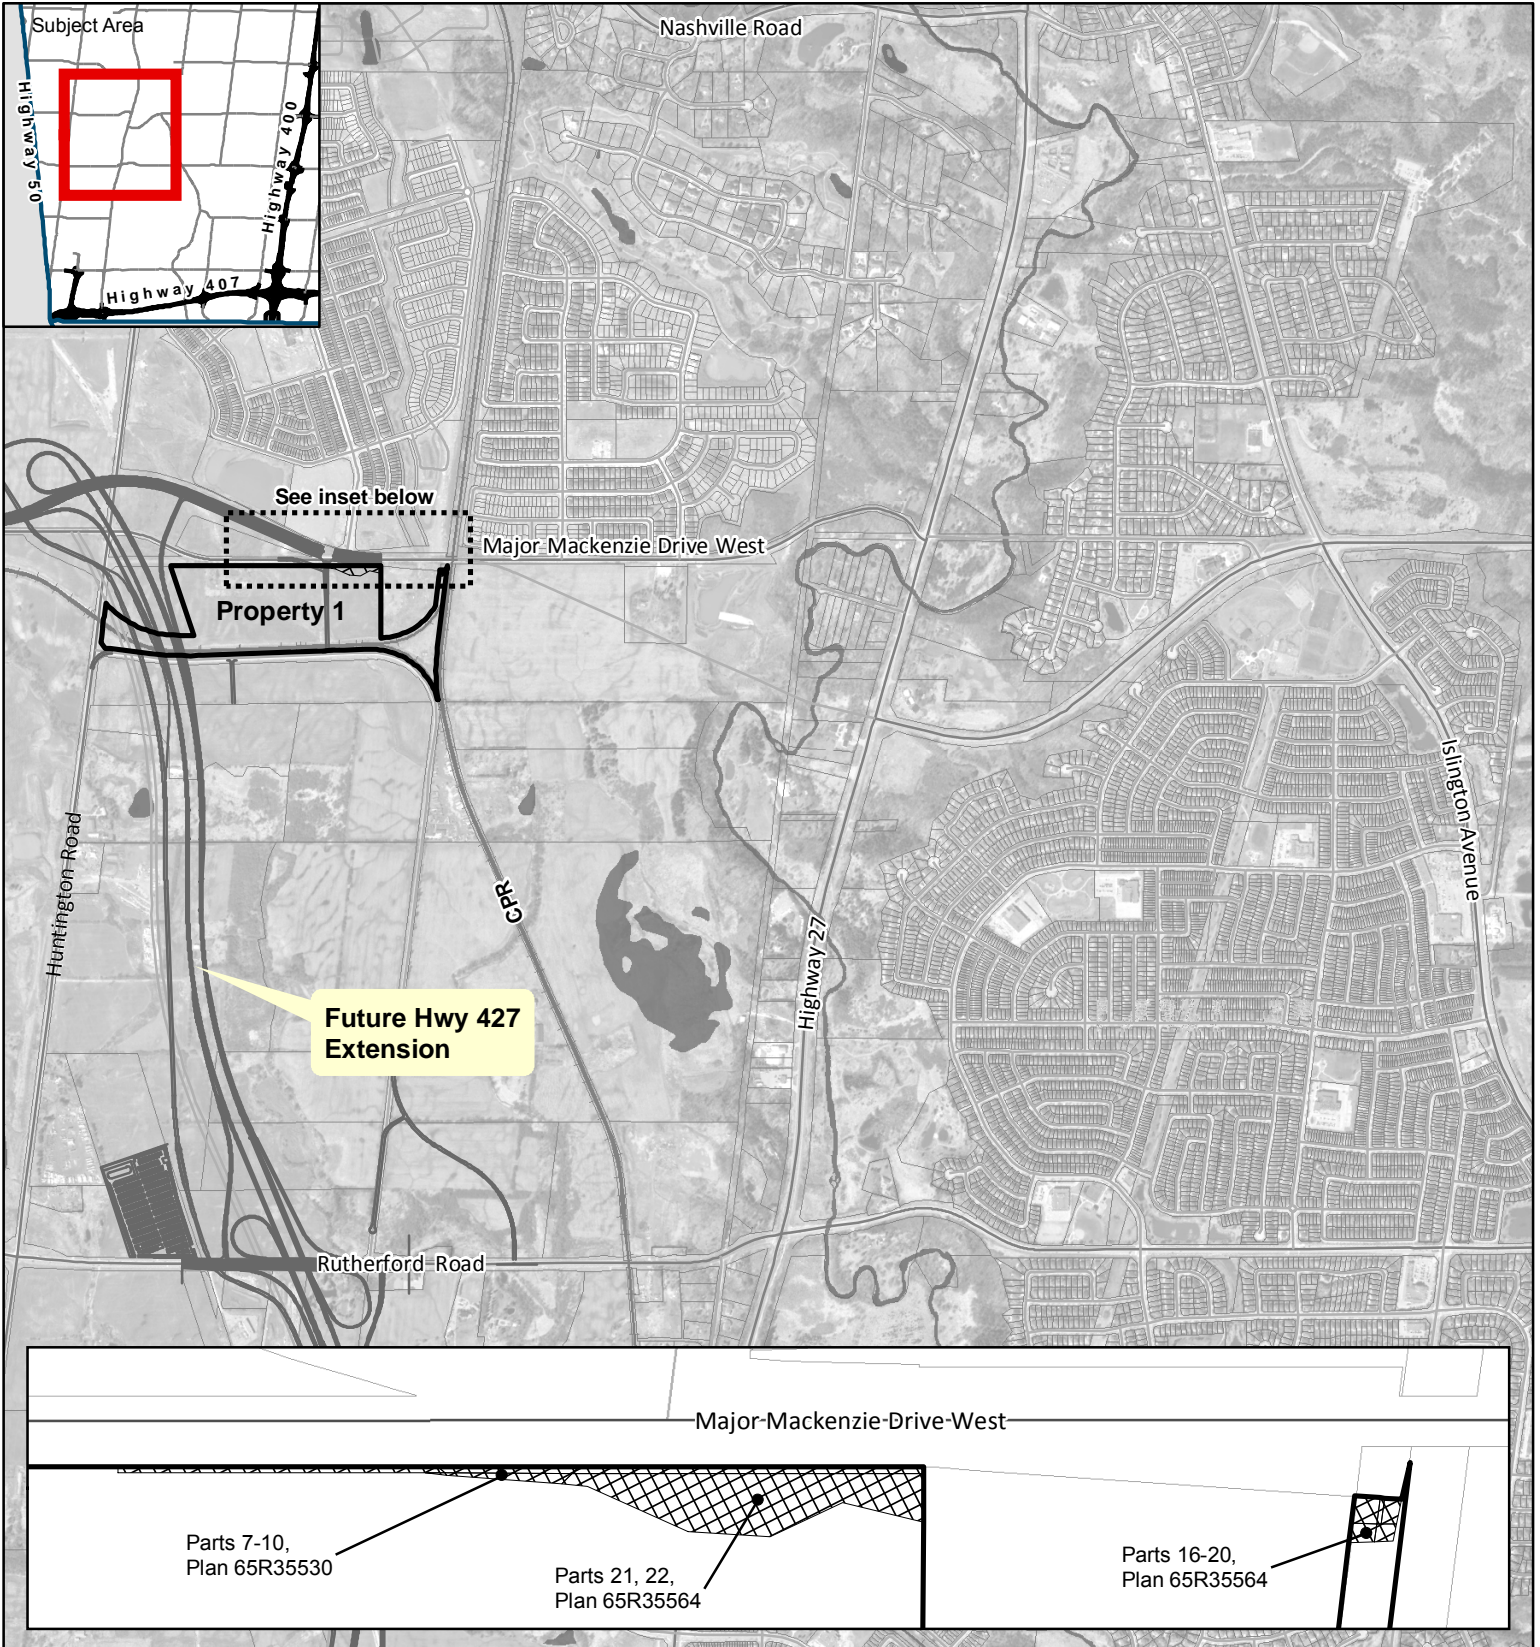 Subject Area
Nashville Road
Highway 50
Highway 400
Highway 407
See inset below
Major Mackenzie Drive West
Property 1
Islington Avenue
Huntington Road
CPR
Highway 27
Future Hwy 427
Extension
Rutherford Road
Major Mackenzie Drive West
Parts 7-10,
Plan 65R35530
Parts 21, 22,
Plan 65R35564
Parts 16-20,
Plan 65R35564